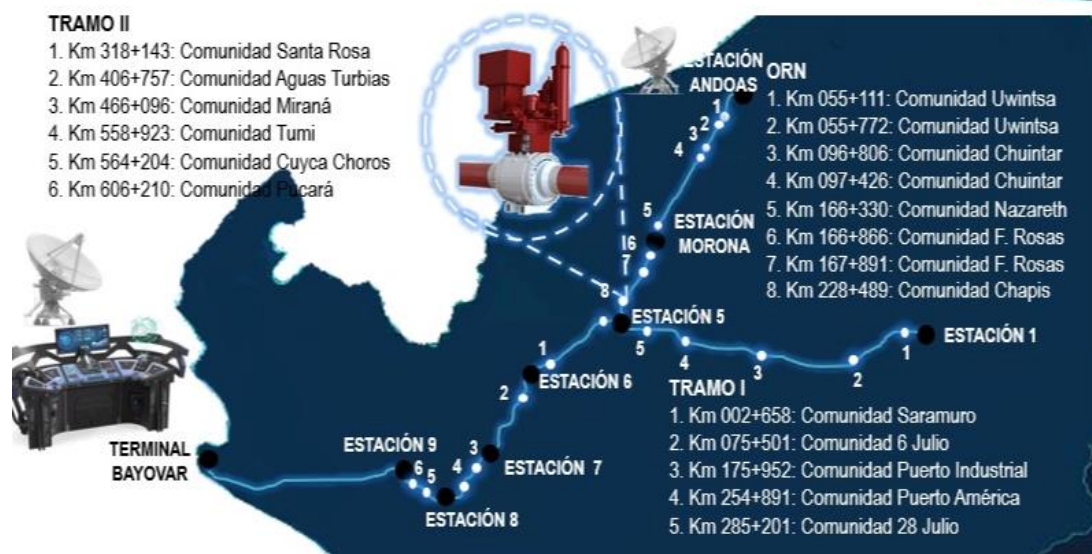 TRAMO II
1. Km 318+143: Comunidad Santa Rosa
2. Km 406+757: Comunidad Aguas Turbias
3. Km 466+096: Comunidad Miraná
4. Km 558+923: Comunidad Tumi
5. Km 564+204: Comunidad Cuyca Choros
6. Km 606+210: Comunidad Pucará
ESTACIÓN
ANDOAS
1
2
3
4
5
ESTACIÓN
MORONA
6
7
8
ORN
1. Km 055+111: Comunidad Uwintsa
2. Km 055+772: Comunidad Uwintsa
3. Km 096+806: Comunidad Chuintar
4. Km 097+426: Comunidad Chuintar
5. Km 166+330: Comunidad Nazareth
6. Km 166+866: Comunidad F. Rosas
7. Km 167+891: Comunidad F. Rosas
8. Km 228+489: Comunidad Chapis
ESTACIÓN 5
5
4
3
2
1
ESTACIÓN 1
1
ESTACIÓN 6
2
3
ESTACIÓN 7
4
ESTACIÓN 8
5
6
ESTACIÓN 9
TERMINAL
BAYOVAR
TRAMO I
1. Km 002+658: Comunidad Saramuro
2. Km 075+501: Comunidad 6 Julio
3. Km 175+952: Comunidad Puerto Industrial
4. Km 254+891: Comunidad Puerto América
5. Km 285+201: Comunidad 28 Julio